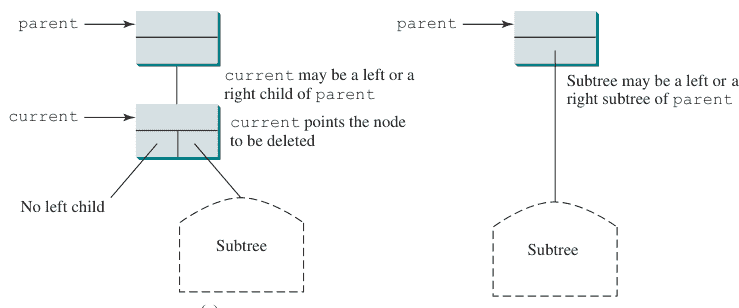 parent
current may be a left or a
right child of parent
current
current points the node
to be deleted
No left child
Subtree
parent
Subtree may be a left or a
right subtree of parent
Subtree